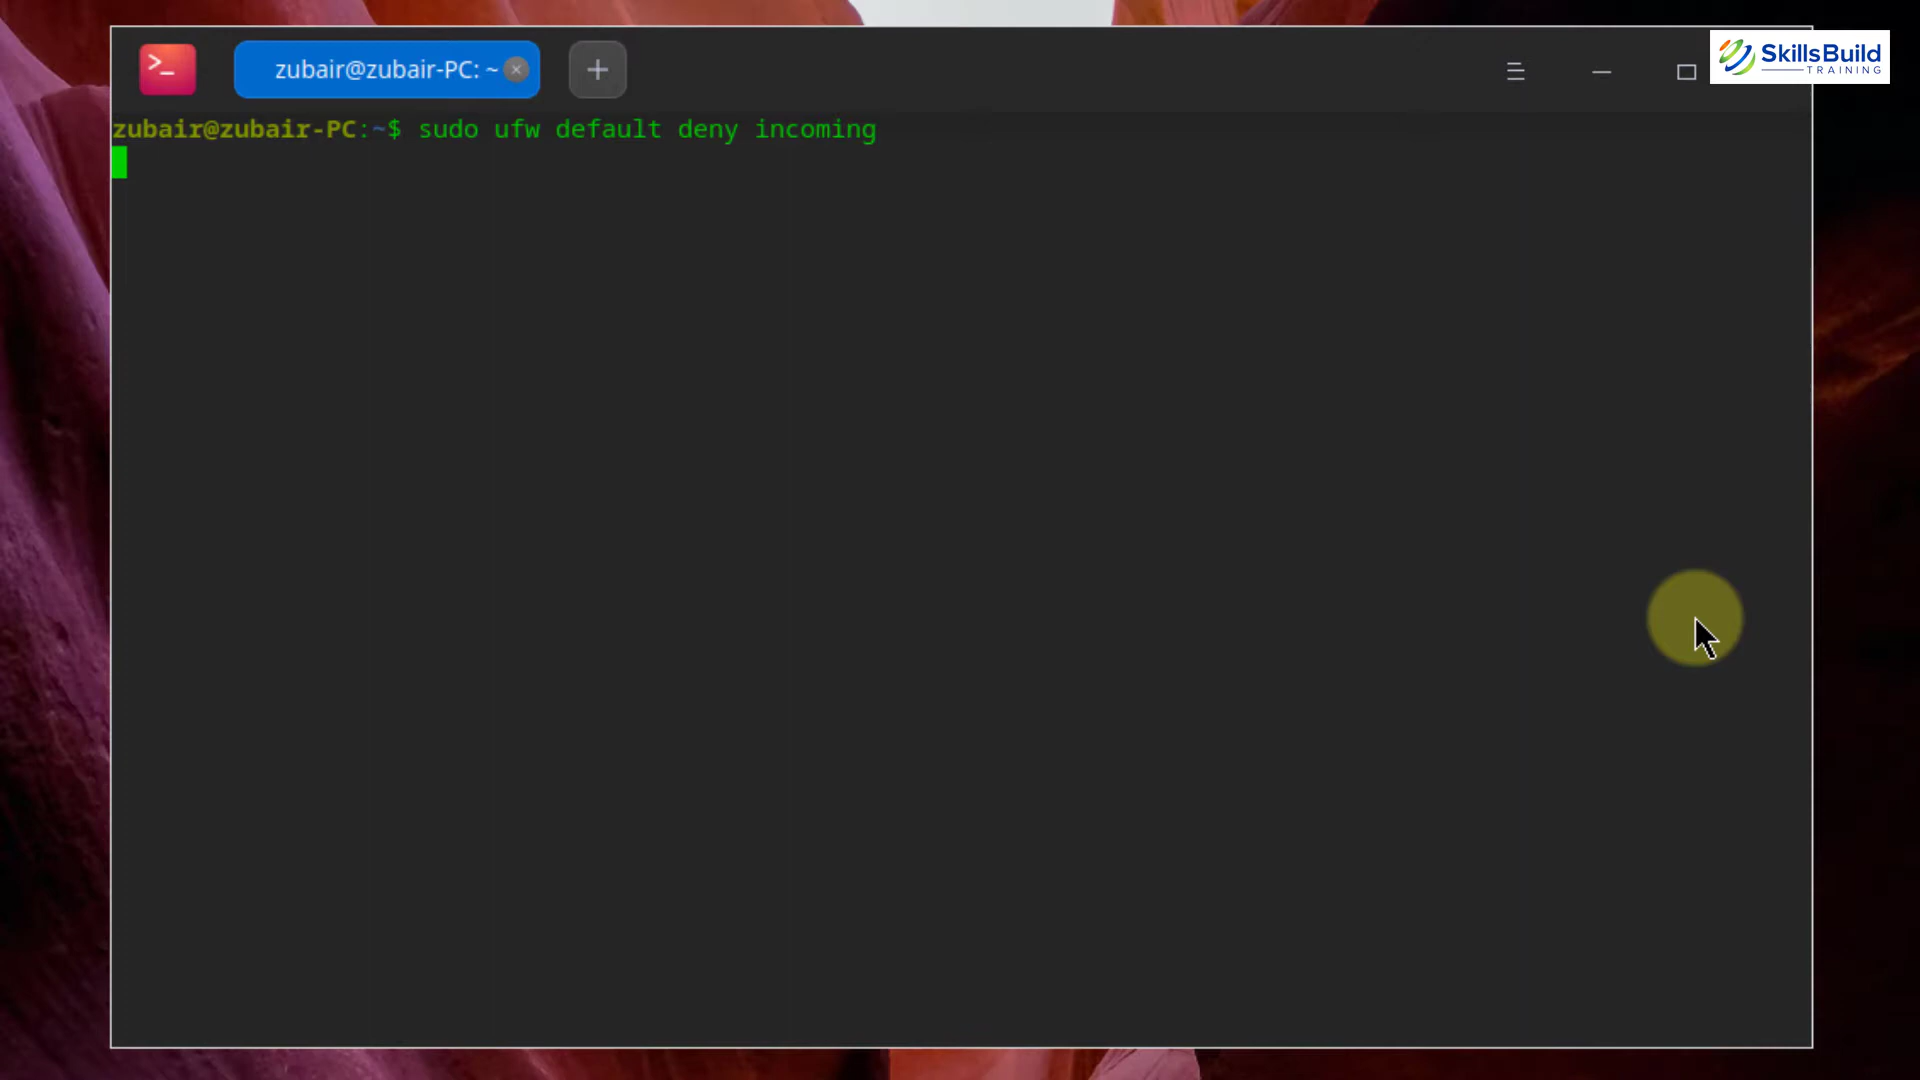 zubair@zubair-PC: ~
SkillsBuild
TRAINING
zubair@zubair-PC:~$ sudo ufw default deny incoming